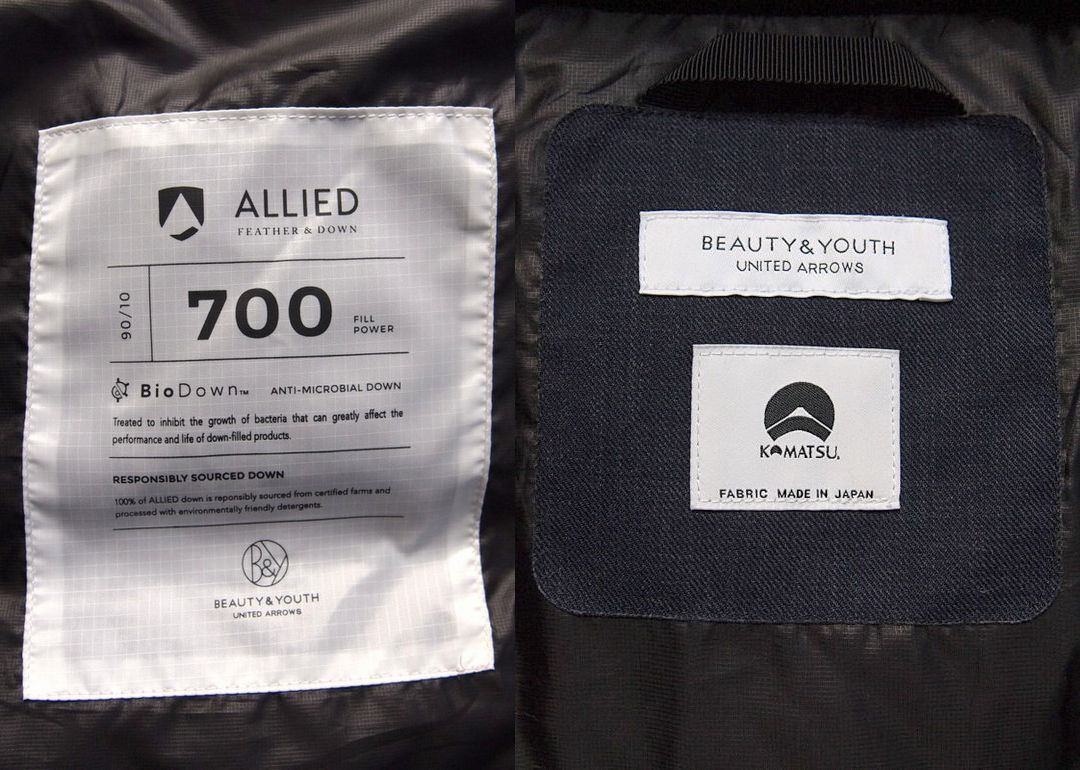 ALLIED
FEATHER & DOWN
90/10
700
FILL
POWER
BioDown™ ANTI-MICROBIAL DOWN
Treated to inhibit the growth of bacteria that can greatly affect the
performance and life of down-filled products.
RESPONSIBLY SOURCED DOWN
100% of ALLIED down is reponsibly sourced from certified farms and
processed with environmentally friendly detergents.
B&Y
BEAUTY&YOUTH
UNITED ARROWS
BEAUTY&YOUTH
UNITED ARROWS
KOMATSU.
FABRIC MADE IN JAPAN